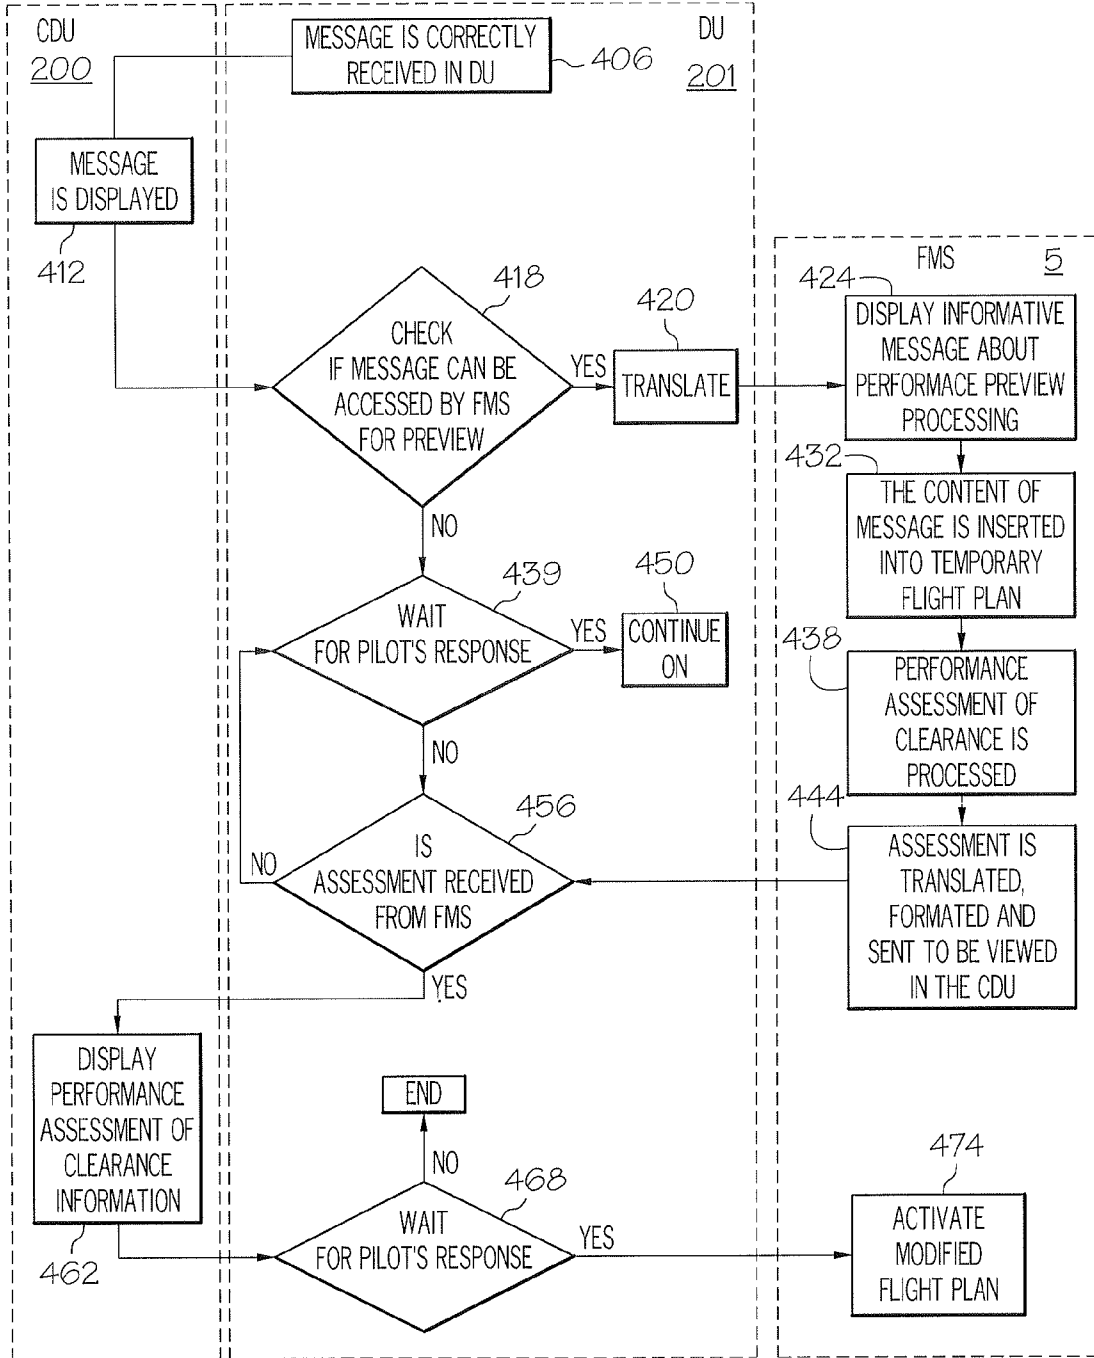 CDU
200
MESSAGE IS CORRECTLY
RECEIVED IN DU
406
DU
201
MESSAGE
IS DISPLAYED
412
FMS
5
418
CHECK
IF MESSAGE CAN BE
ACCESSED BY FMS
FOR PREVIEW
YES
420
TRANSLATE
424
DISPLAY INFORMATIVE
MESSAGE ABOUT
PERFORMACE PREVIEW
PROCESSING
432
THE CONTENT OF
MESSAGE IS INSERTED
INTO TEMPORARY
FLIGHT PLAN
NO
439
WAIT
FOR PILOT'S RESPONSE
YES
450
CONTINUE
ON
438
PERFORMANCE
ASSESSMENT OF
CLEARANCE IS
PROCESSED
NO
456
IS
ASSESSMENT RECEIVED
FROM FMS
NO
YES
444
ASSESSMENT IS
TRANSLATED,
FORMATED AND
SENT TO BE VIEWED
IN THE CDU
DISPLAY
PERFORMANCE
ASSESSMENT OF
CLEARANCE
INFORMATION
462
END
NO
468
WAIT
FOR PILOT'S RESPONSE
YES
474
ACTIVATE
MODIFIED
FLIGHT PLAN